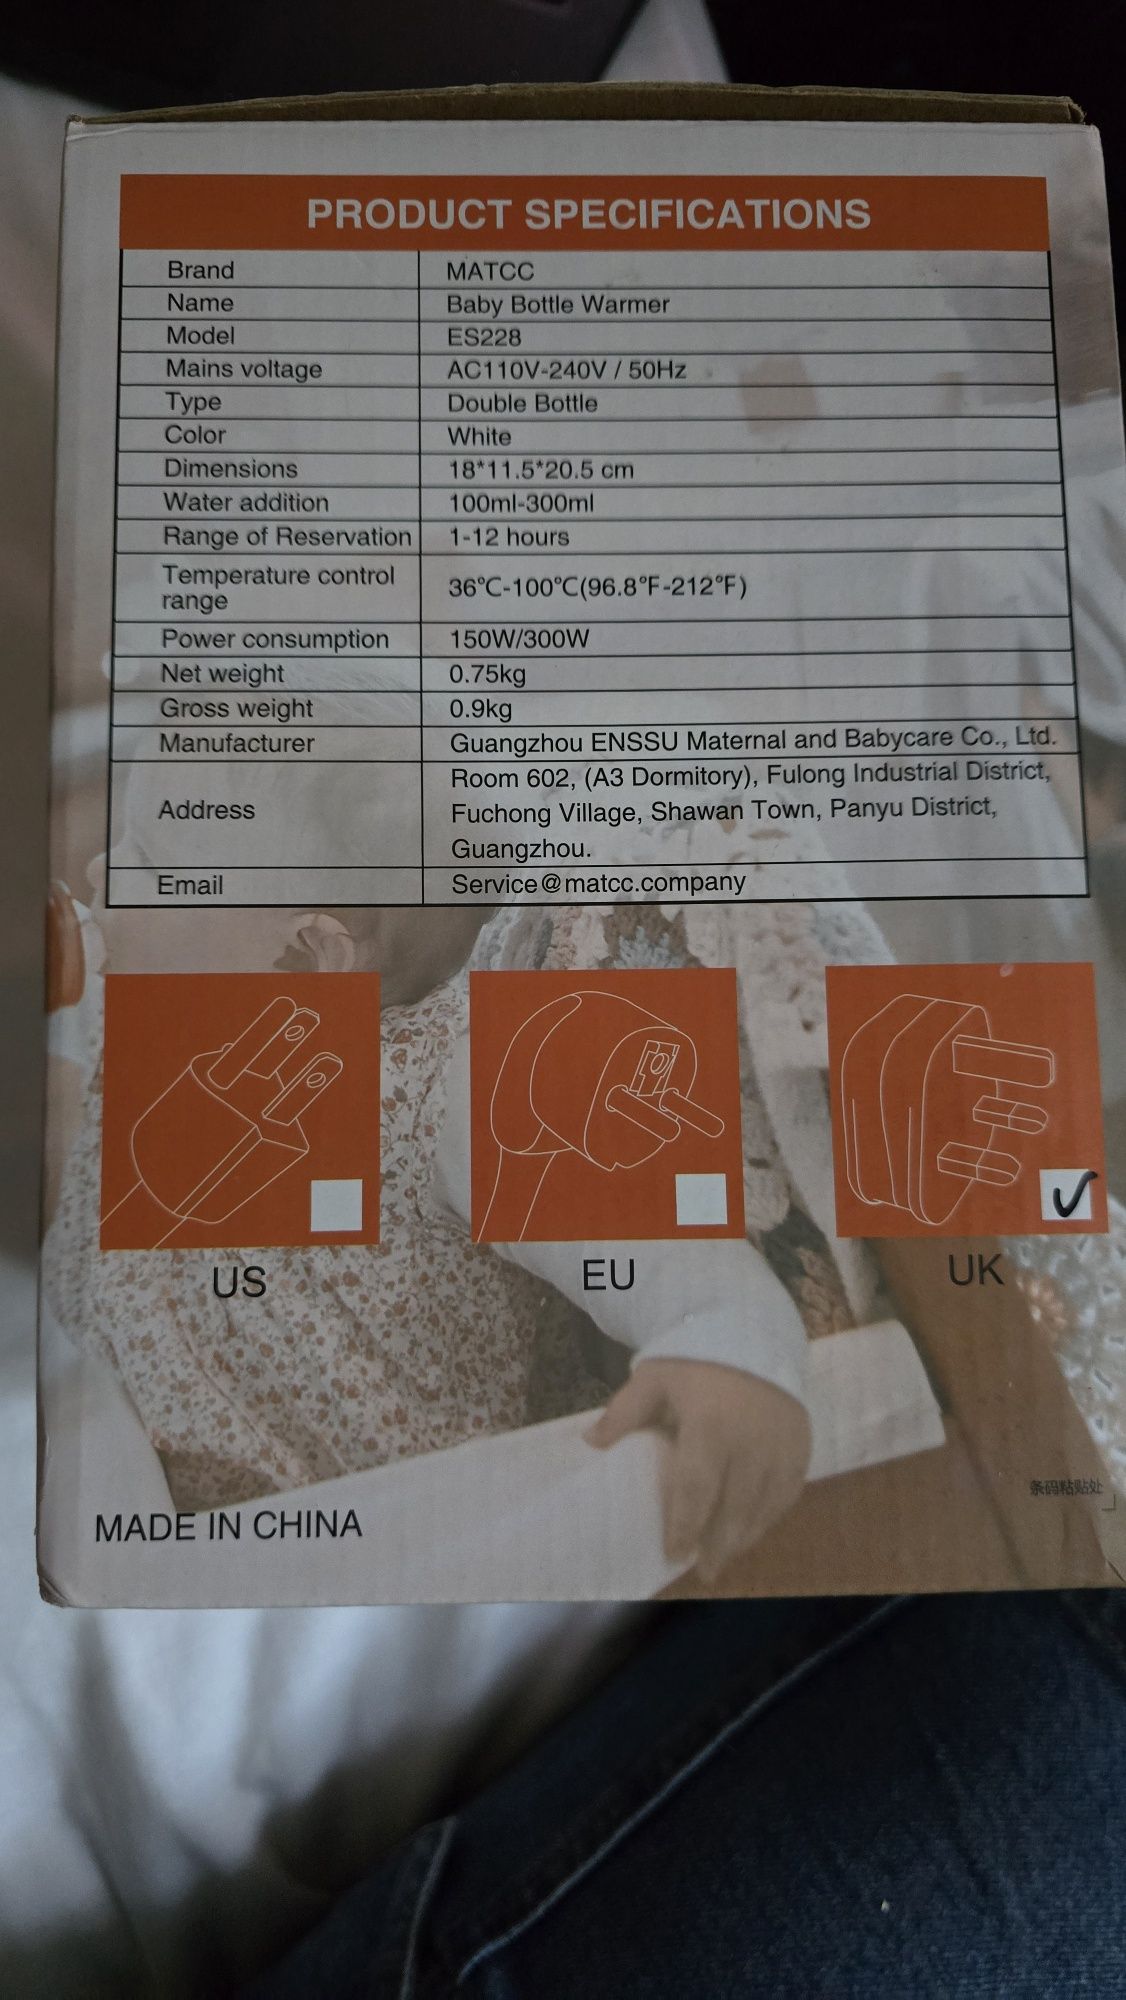 PRODUCT SPECIFICATIONS
Brand MATCC
Name Baby Bottle Warmer
Model ES228
Mains voltage AC110V-240V / 50Hz
Type Double Bottle
Color White
Dimensions 18*11.5*20.5 cm
Water addition 100ml-300ml
Range of Reservation 1-12 hours
Temperature control
range 36℃-100℃(96.8℉-212℉)
Power consumption 150W/300W
Net weight 0.75kg
Gross weight 0.9kg
Manufacturer Guangzhou ENSSU Maternal and Babycare Co., Ltd.
Address Room 602, (A3 Dormitory), Fulong Industrial District,
Fuchong Village, Shawan Town, Panyu District,
Guangzhou.
Email Service@matcc.company
US EU UK
条码粘贴处
MADE IN CHINA